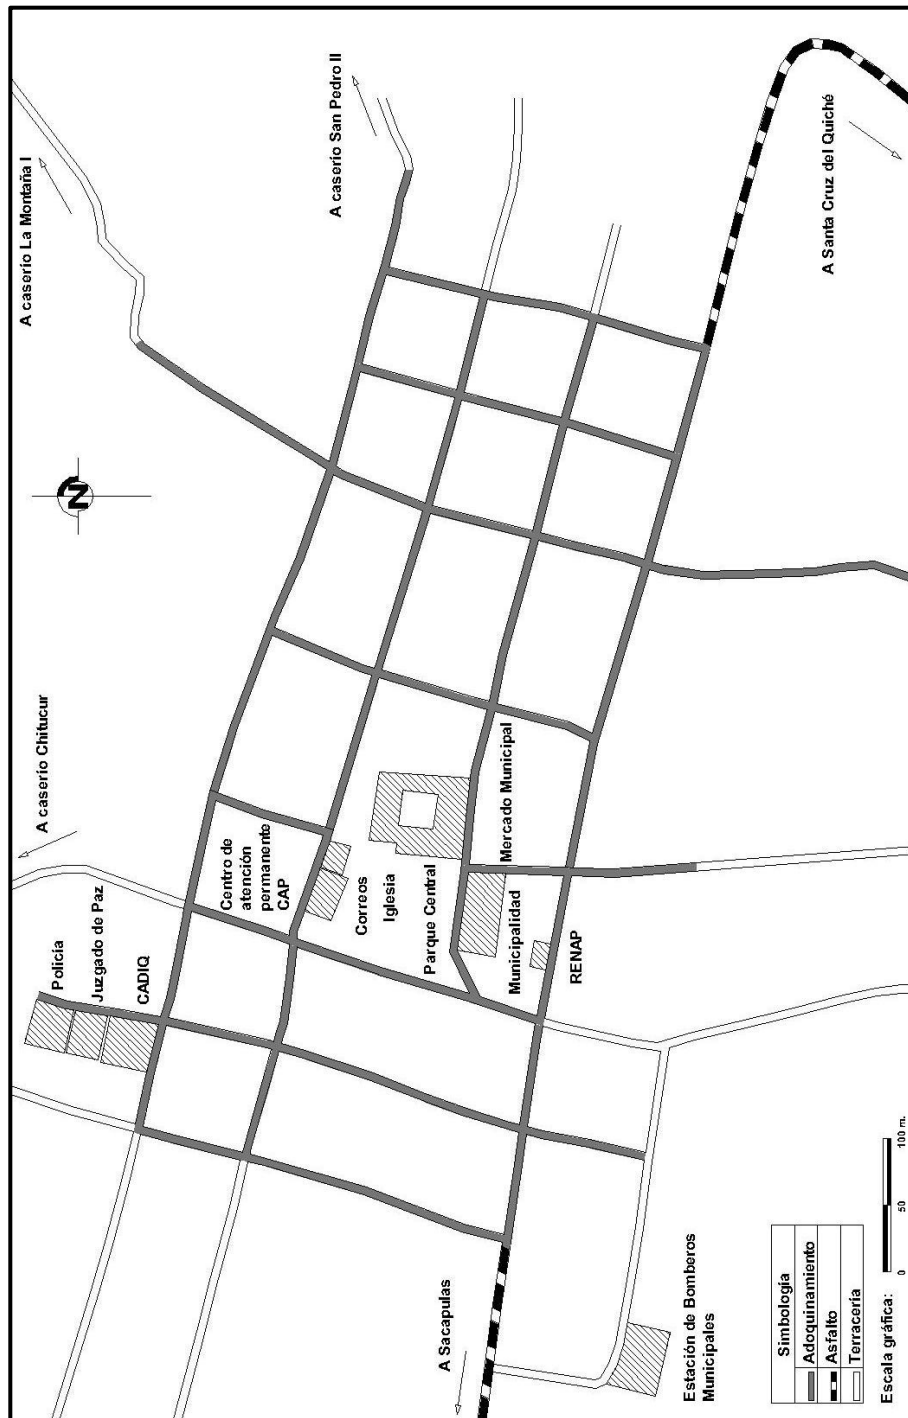 A caserio La Montaña I
A caserio San Pedro II
A Santa Cruz del Quiché
N
A caserio Chitucur
Policía
Juzgado de Paz
CADIQ
Centro de
atención
permanente
CAP
Correos
Iglesia
Parque Central
Mercado Municipal
Municipalidad
RENAP
A Sacapulas
Estación de Bomberos
Municipales
Simbología
Adoquinamiento
Asfalto
Terracería
Escala gráfica:
0 50 100 m.